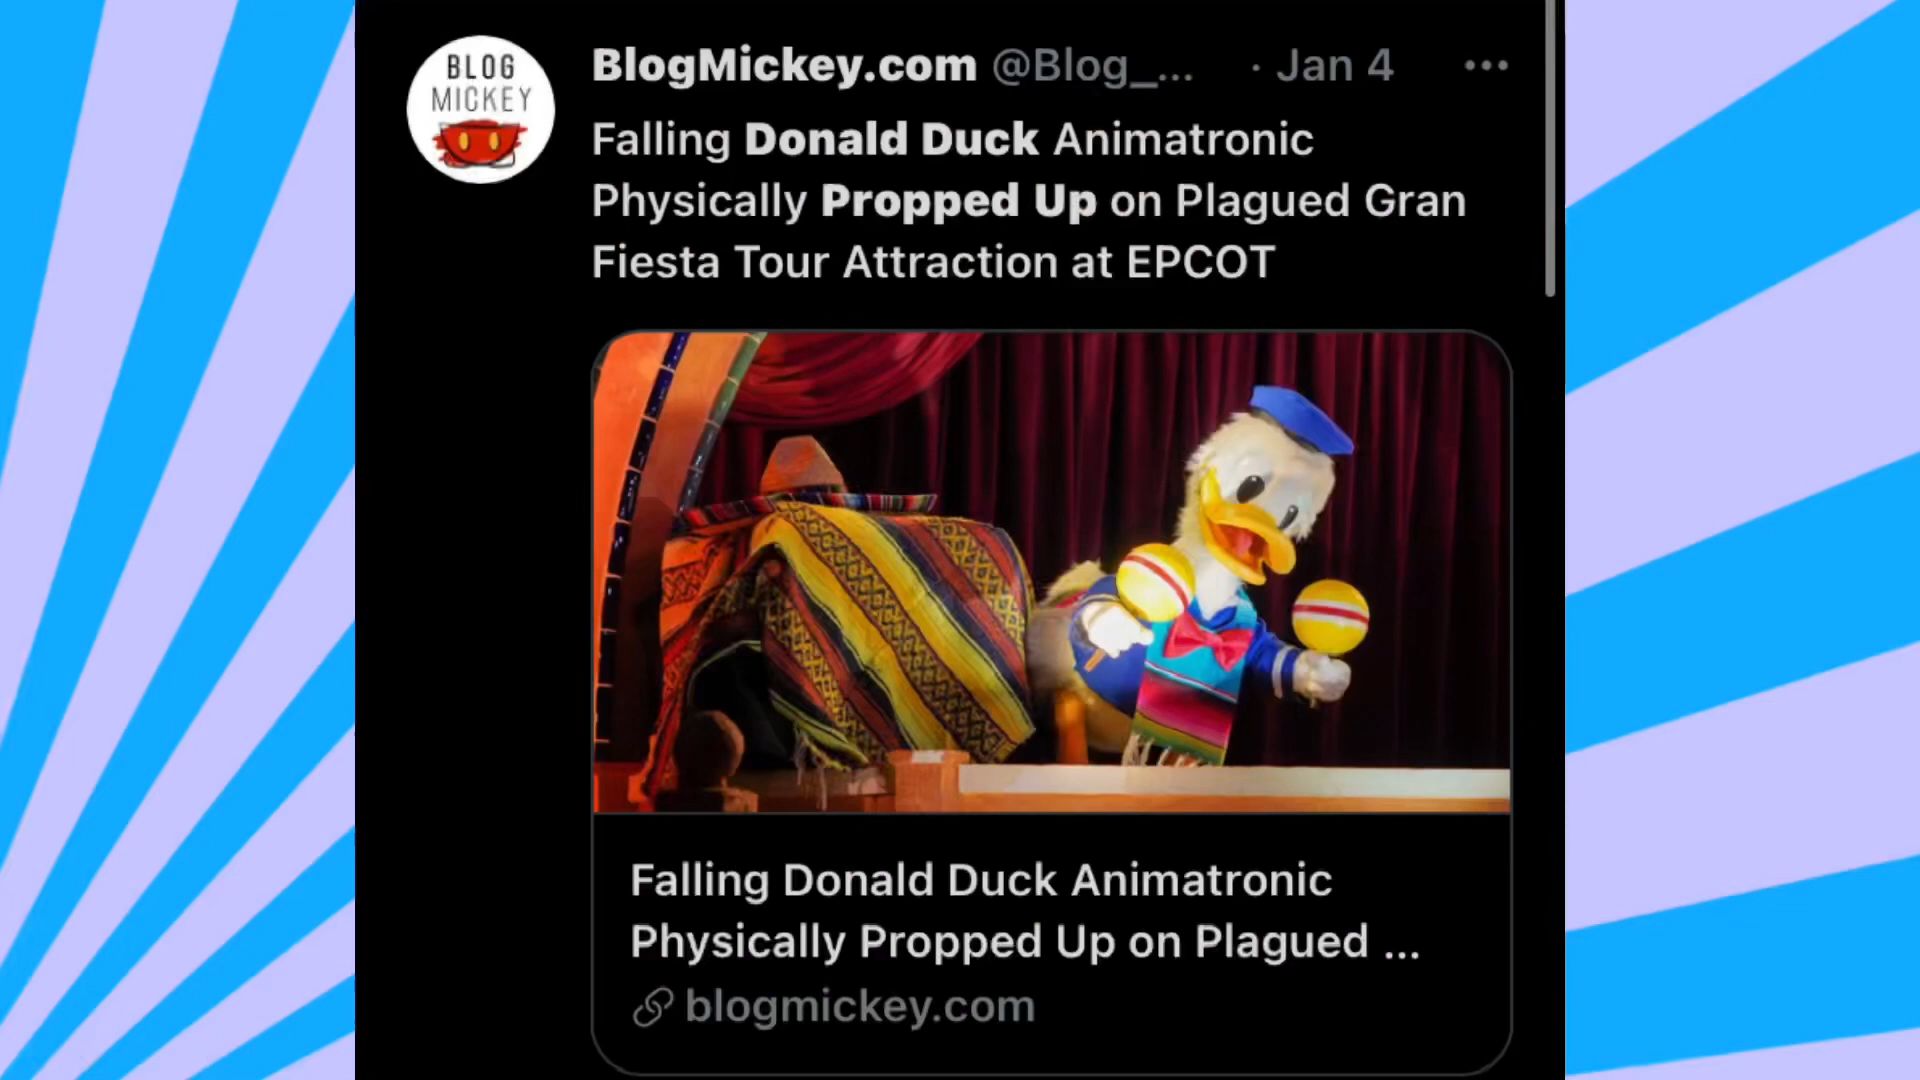 BLOG
MICKEY
BlogMickey.com @Blog_... · Jan 4 ...
Falling Donald Duck Animatronic
Physically Propped Up on Plagued Gran
Fiesta Tour Attraction at EPCOT
Falling Donald Duck Animatronic
Physically Propped Up on Plagued ...
blogmickey.com